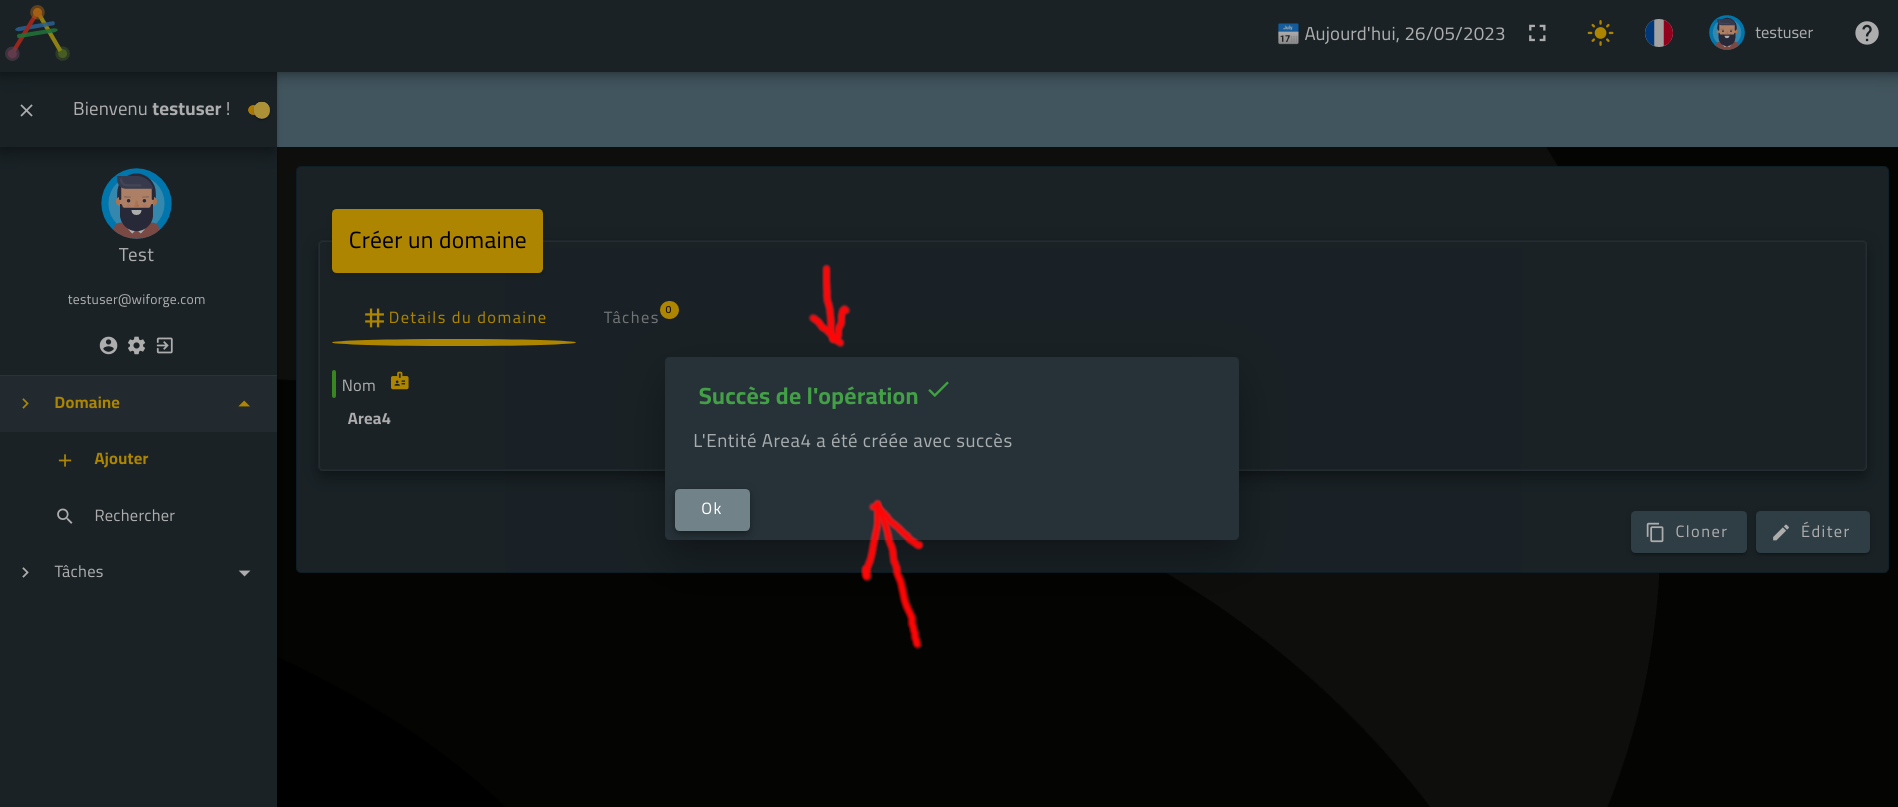 July
17
Aujourd'hui, 26/05/2023
testuser
Bienvenu testuser !
Test
testuser@wiforge.com
Domaine
Ajouter
Rechercher
Tâches
Créer un domaine
Details du domaine
Tâches
0
Nom
Area4
Succès de l'opération
L'Entité Area4 a été créée avec succès
Ok
Cloner
Éditer